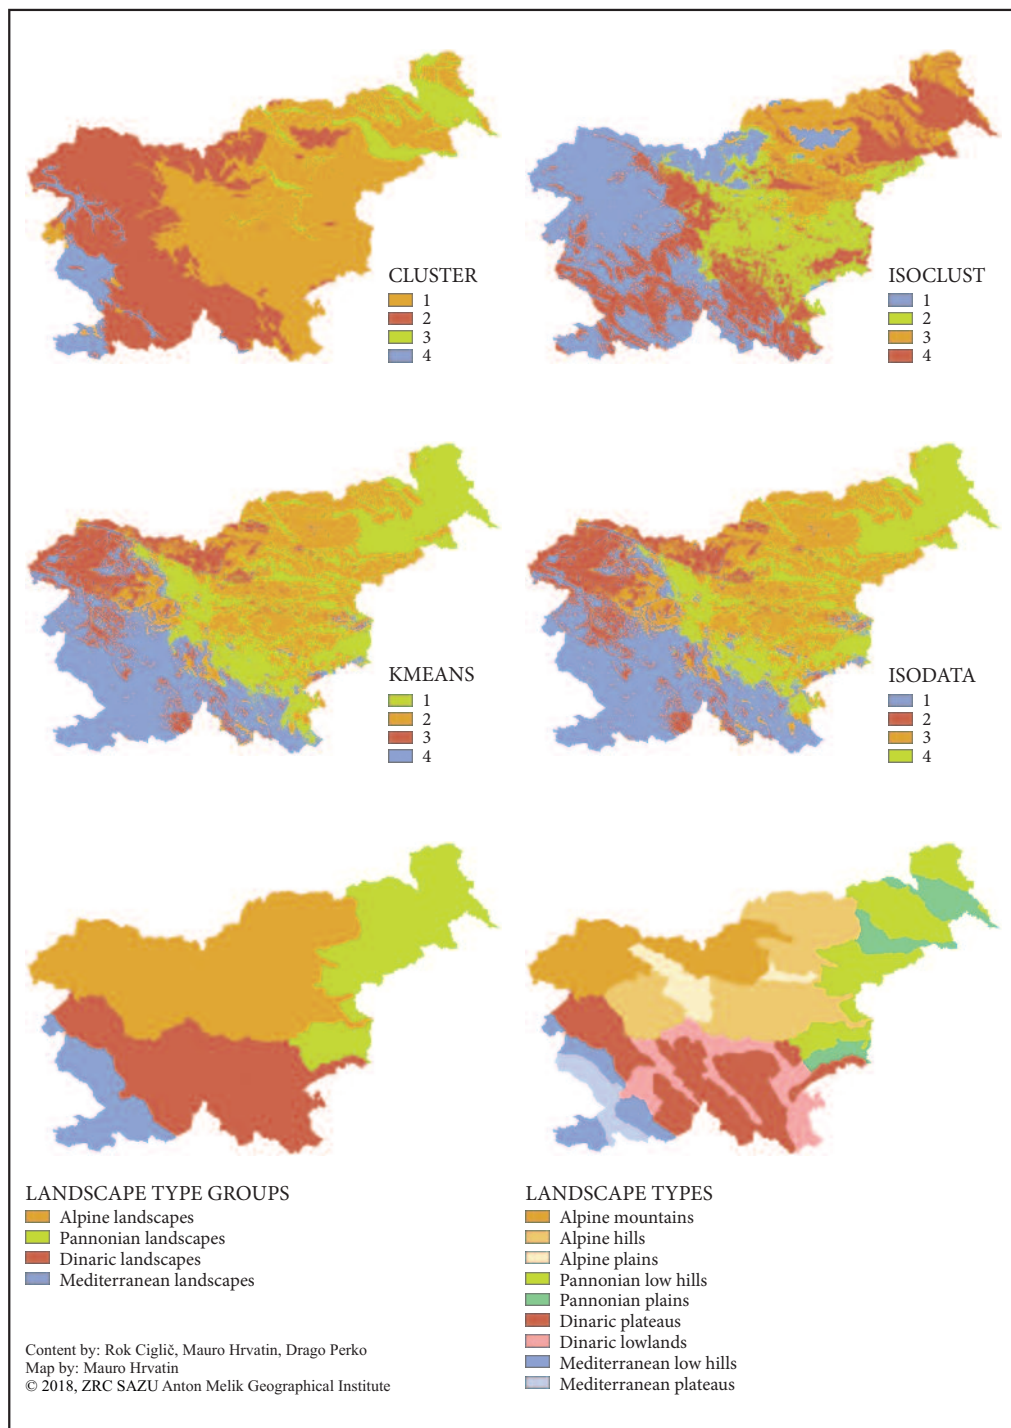 CLUSTER
1
2
3
4
ISOCLUST
1
2
3
4
KMEANS
1
2
3
4
ISODATA
1
2
3
4
LANDSCAPE TYPE GROUPS
Alpine landscapes
Pannonian landscapes
Dinaric landscapes
Mediterranean landscapes
LANDSCAPE TYPES
Alpine mountains
Alpine hills
Alpine plains
Pannonian low hills
Pannonian plains
Dinaric plateaus
Dinaric lowlands
Mediterranean low hills
Mediterranean plateaus
Content by: Rok Ciglič, Mauro Hrvatin, Drago Perko
Map by: Mauro Hrvatin
© 2018, ZRC SAZU Anton Melik Geographical Institute